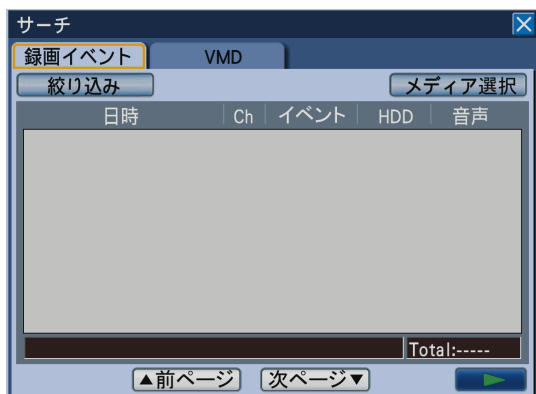 サーチ
録画イベント VMD
絞り込み メディア選択
日時 Ch イベント HDD 音声
Total:-----
▲前ページ 次ページ▼